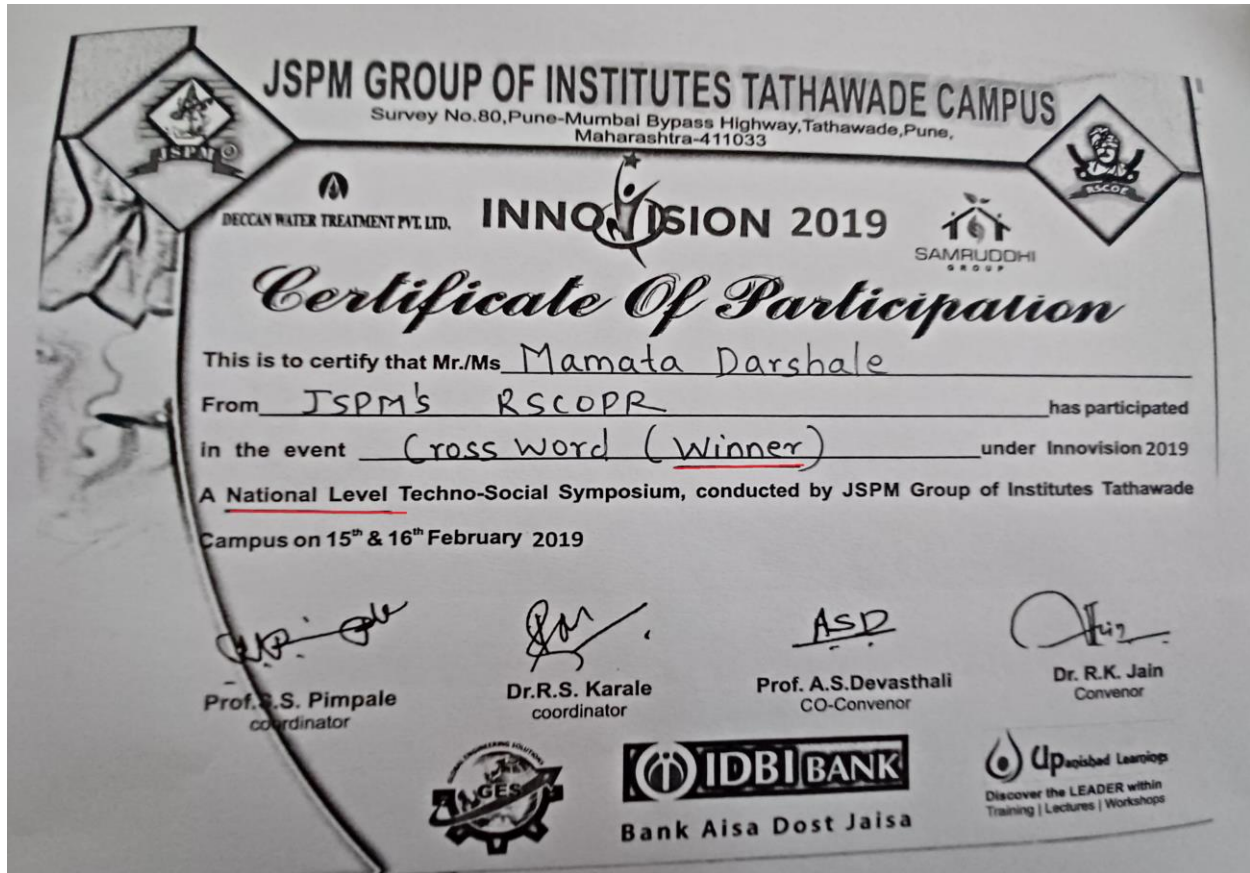 JSPM GROUP OF INSTITUTES TATHAWADE CAMPUS
Survey No.80,Pune-Mumbai Bypass Highway,Tathawade,Pune,
Maharashtra-411033
JSPM
RSCOE
DECCAN WATER TREATMENT PVT. LTD.
INNOVISION 2019
SAMRUDDHI
GROUP
Certificate Of Participation
This is to certify that Mr./Ms Mamata Darshale
From JSPM's RSCOPR has participated
in the event Cross Word (Winner) under Innovision 2019
A National Level Techno-Social Symposium, conducted by JSPM Group of Institutes Tathawade
Campus on 15th & 16th February 2019
ASD
Prof.S.S. Pimpale
coordinator
Dr.R.S. Karale
coordinator
Prof. A.S.Devasthali
CO-Convenor
Dr. R.K. Jain
Convenor
ENGINEERING SOLUTIONS
GES
IDBI BANK
Bank Aisa Dost Jaisa
Upanishad Learnings
Discover the LEADER within
Training | Lectures | Workshops